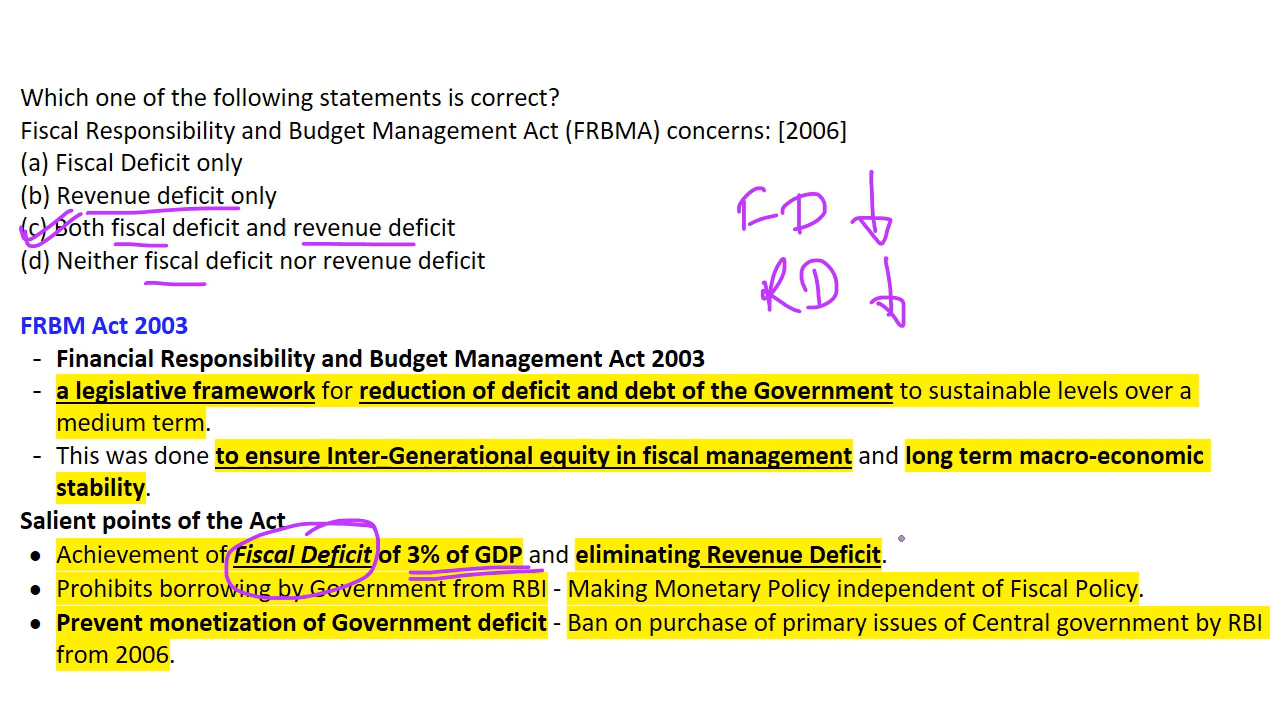 Which one of the following statements is correct?
Fiscal Responsibility and Budget Management Act (FRBMA) concerns: [2006]
(a) Fiscal Deficit only
(b) Revenue deficit only
(c) Both fiscal deficit and revenue deficit
(d) Neither fiscal deficit nor revenue deficit
FD ↓
RD ↓
FRBM Act 2003
- Financial Responsibility and Budget Management Act 2003
- a legislative framework for reduction of deficit and debt of the Government to sustainable levels over a
medium term.
- This was done to ensure Inter-Generational equity in fiscal management and long term macro-economic
stability.
Salient points of the Act
● Achievement of Fiscal Deficit of 3% of GDP and eliminating Revenue Deficit.
● Prohibits borrowing by Government from RBI - Making Monetary Policy independent of Fiscal Policy.
● Prevent monetization of Government deficit - Ban on purchase of primary issues of Central government by RBI
from 2006.